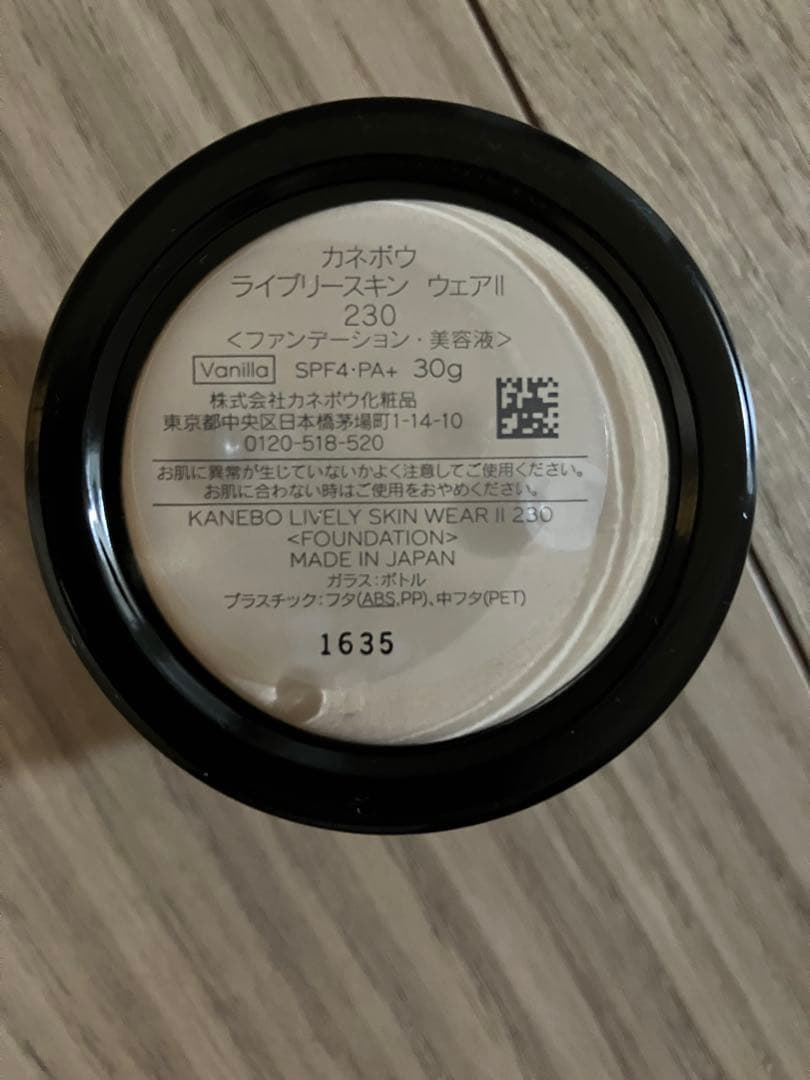 カネボウ
ライブリースキン ウェアII
230
<ファンデーション・美容液>
Vanilla SPF4・PA+ 30g
株式会社カネボウ化粧品
東京都中央区日本橋茅場町1-14-10
0120-518-520
お肌に異常が生じていないかよく注意してご使用ください。
お肌に合わない時はご使用をおやめください。
KANEBO LIVELY SKIN WEAR II 230
<FOUNDATION>
MADE IN JAPAN
ガラス:ボトル
プラスチック:フタ(ABS,PP)、中フタ(PET)
1635